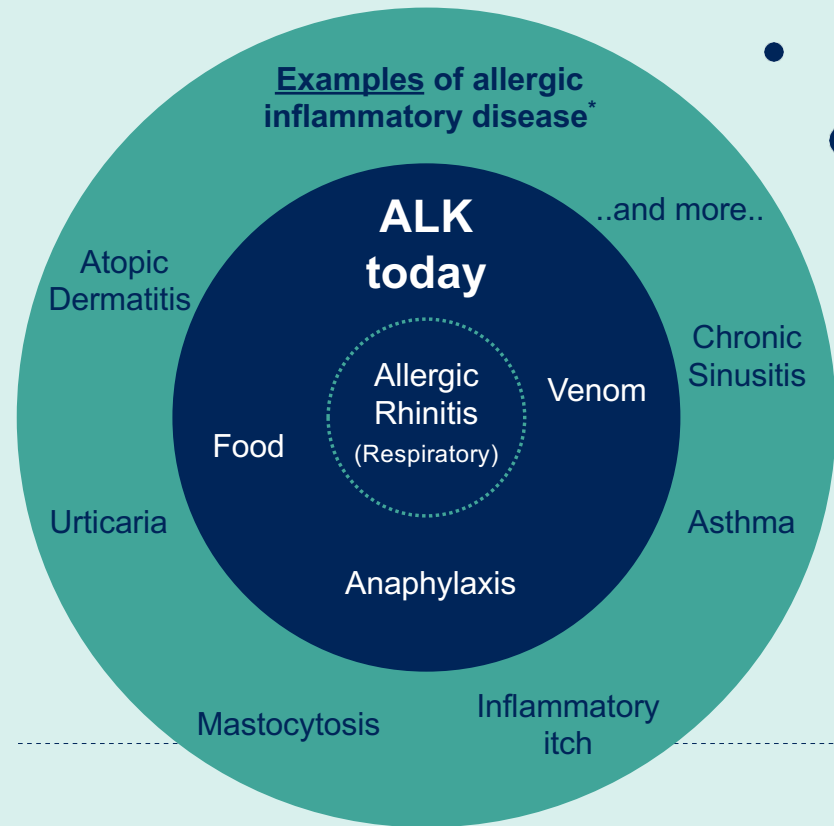 Examples of allergic
inflammatory disease*
ALK
today
..and more..
Atopic
Dermatitis
Chronic
Sinusitis
Allergic
Rhinitis
(Respiratory)
Venom
Food
Urticaria
Asthma
Anaphylaxis
Mastocytosis
Inflammatory
itch